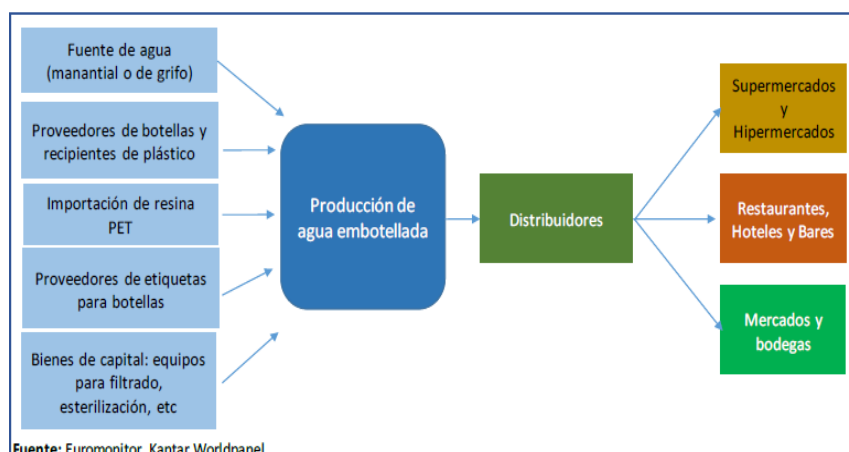 Fuente de agua
(manantial o de grifo)
Proveedores de botellas y
recipientes de plástico
Importación de resina
PET
Proveedores de etiquetas
para botellas
Bienes de capital: equipos
para filtrado,
esterilización, etc
Producción de
agua embotellada
Distribuidores
Supermercados
y
Hipermercados
Restaurantes,
Hoteles y Bares
Mercados y
bodegas
Fuente: Euromonitor, Kantar Worldpanel